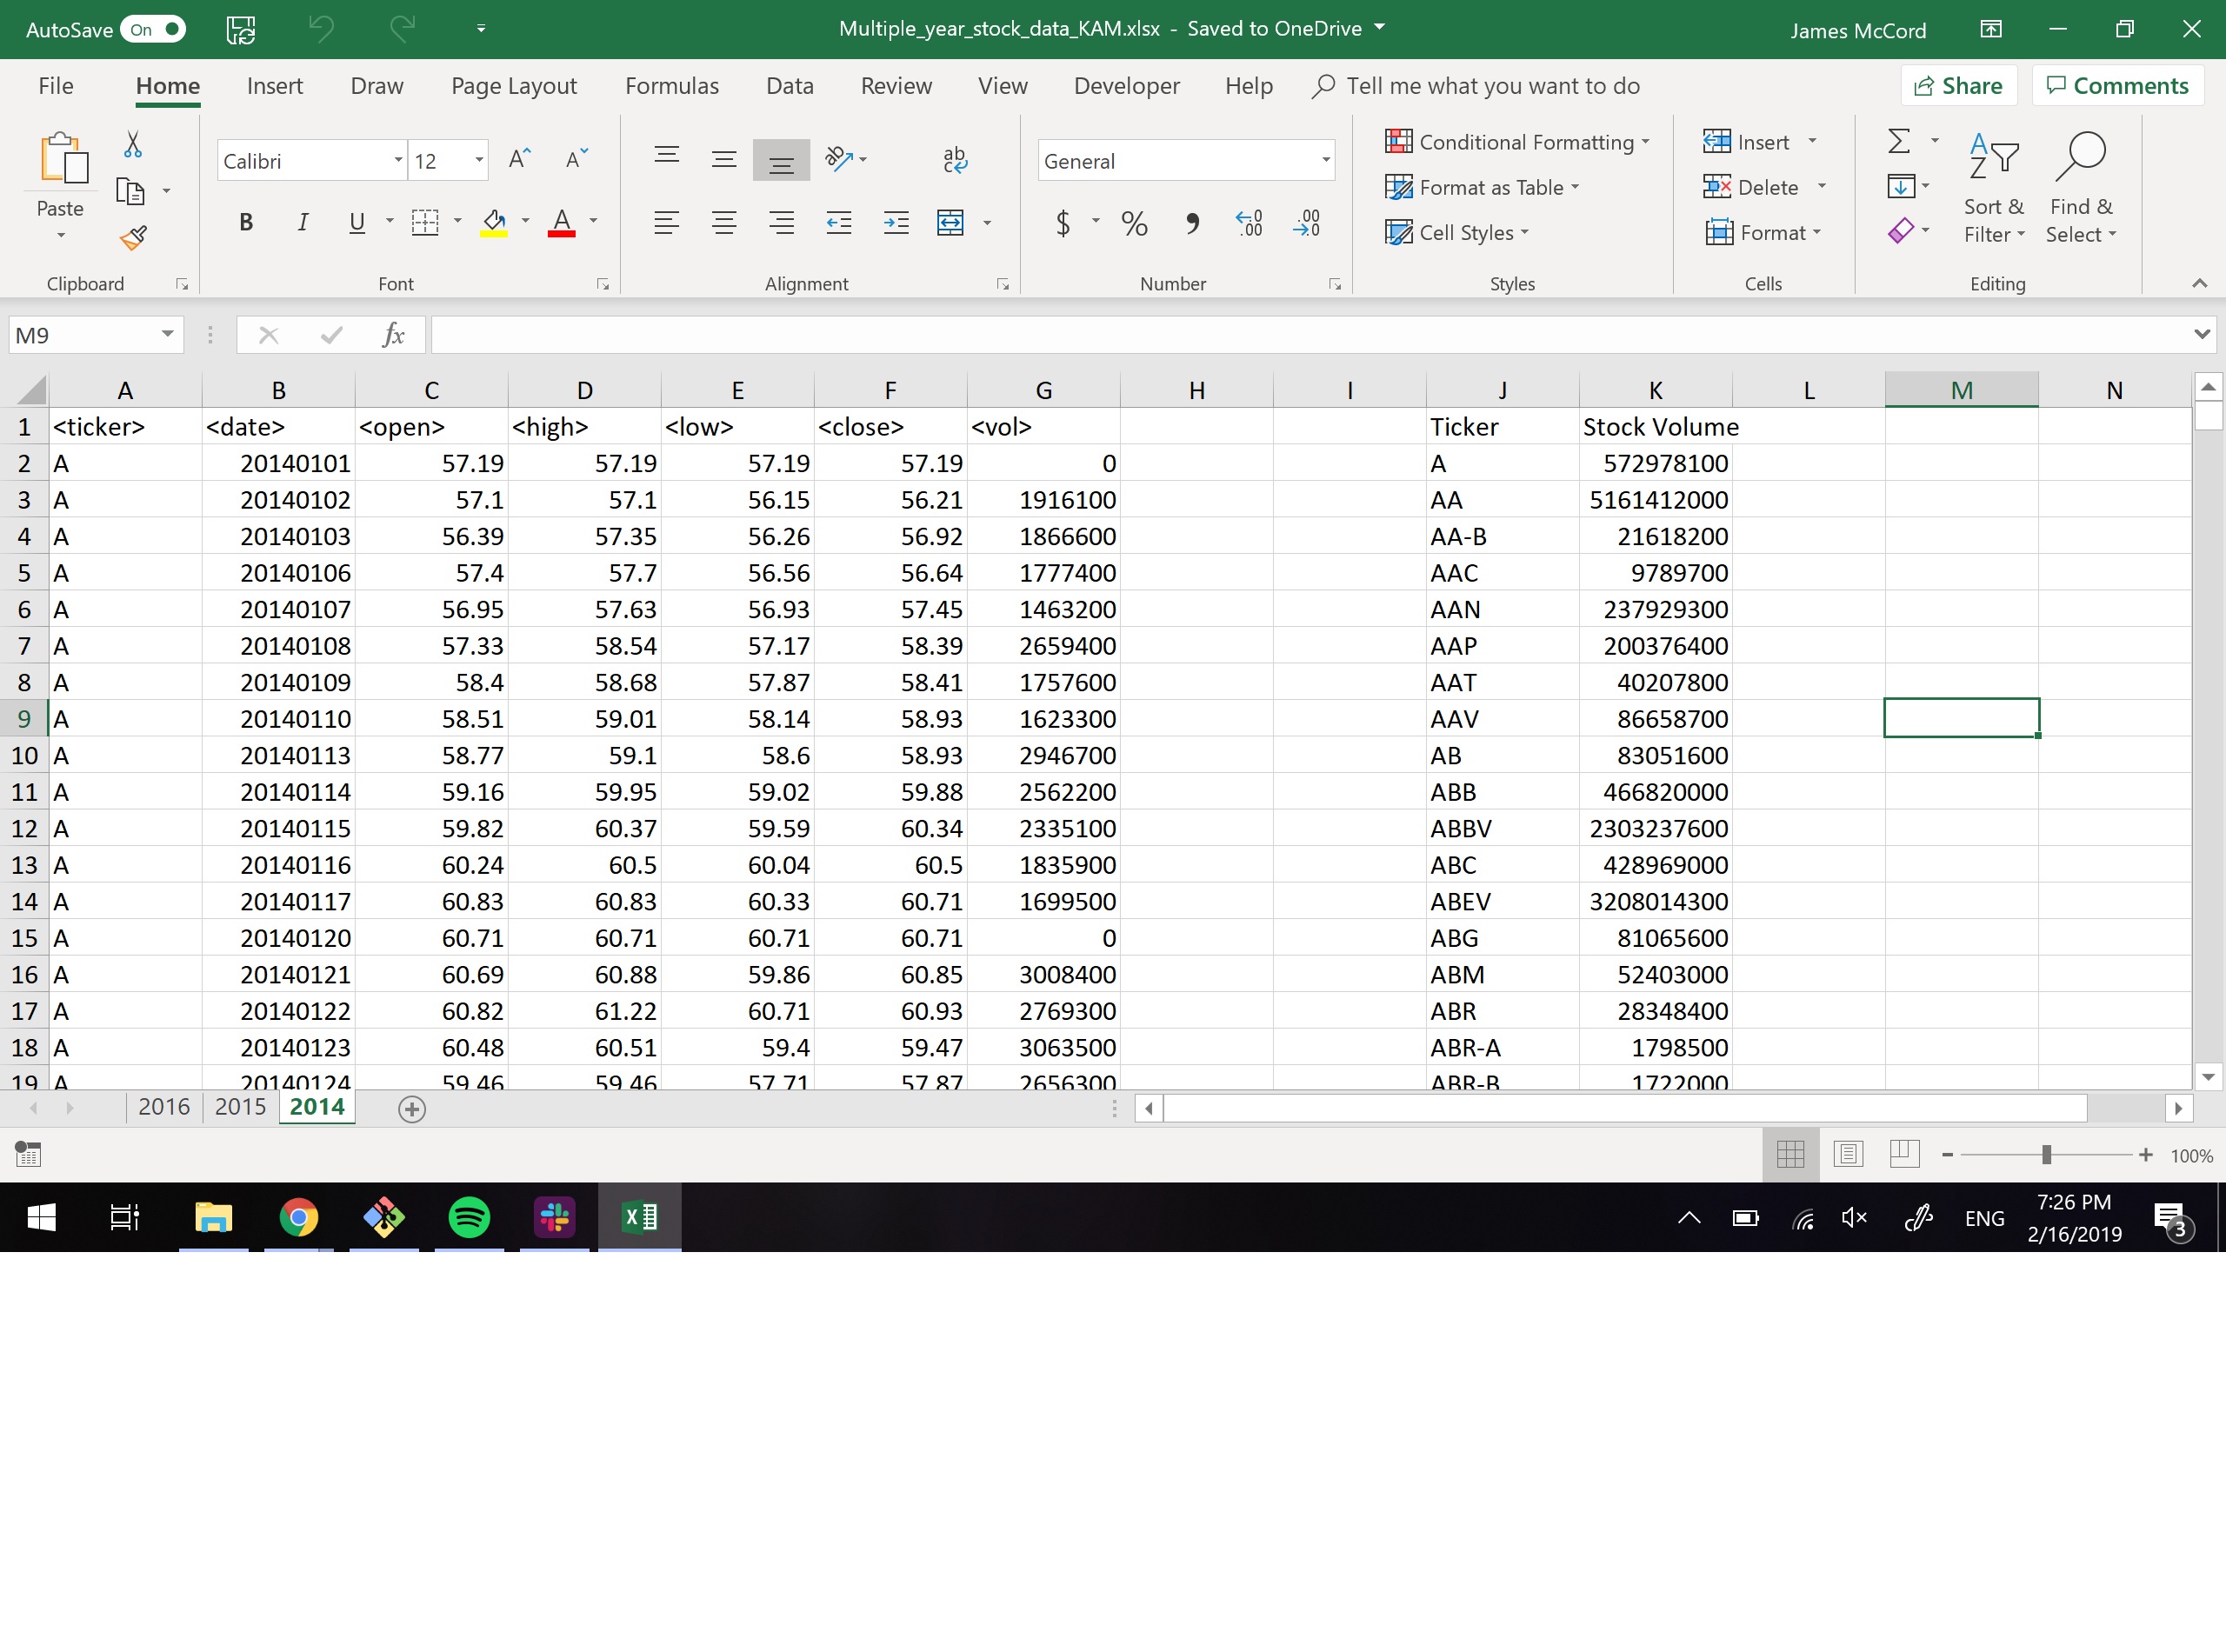 AutoSave On Multiple_year_stock_data_KAM.xlsx - Saved to OneDrive James McCord
File Home Insert Draw Page Layout Formulas Data Review View Developer Help Tell me what you want to do Share Comments
Paste Calibri 12 General Conditional Formatting Format as Table Cell Styles Insert Delete Format Sort & Filter Find & Select
Clipboard Font Alignment Number Styles Cells Editing
M9 fx
A B C D E F G H I J K L M N
1 <ticker> <date> <open> <high> <low> <close> <vol> Ticker Stock Volume
2 A 20140101 57.19 57.19 57.19 57.19 0 A 572978100
3 A 20140102 57.1 57.1 56.15 56.21 1916100 AA 5161412000
4 A 20140103 56.39 57.35 56.26 56.92 1866600 AA-B 21618200
5 A 20140106 57.4 57.7 56.56 56.64 1777400 AAC 9789700
6 A 20140107 56.95 57.63 56.93 57.45 1463200 AAN 237929300
7 A 20140108 57.33 58.54 57.17 58.39 2659400 AAP 200376400
8 A 20140109 58.4 58.68 57.87 58.41 1757600 AAT 40207800
9 A 20140110 58.51 59.01 58.14 58.93 1623300 AAV 86658700
10 A 20140113 58.77 59.1 58.6 58.93 2946700 AB 83051600
11 A 20140114 59.16 59.95 59.02 59.88 2562200 ABB 466820000
12 A 20140115 59.82 60.37 59.59 60.34 2335100 ABBV 2303237600
13 A 20140116 60.24 60.5 60.04 60.5 1835900 ABC 428969000
14 A 20140117 60.83 60.83 60.33 60.71 1699500 ABEV 3208014300
15 A 20140120 60.71 60.71 60.71 60.71 0 ABG 81065600
16 A 20140121 60.69 60.88 59.86 60.85 3008400 ABM 52403000
17 A 20140122 60.82 61.22 60.71 60.93 2769300 ABR 28348400
18 A 20140123 60.48 60.51 59.4 59.47 3063500 ABR-A 1798500
19 A 20140124 59.46 59.46 57.71 57.87 2656300 ABR-B 1722000
2016 2015 2014
100%
ENG 7:26 PM 3
2/16/2019